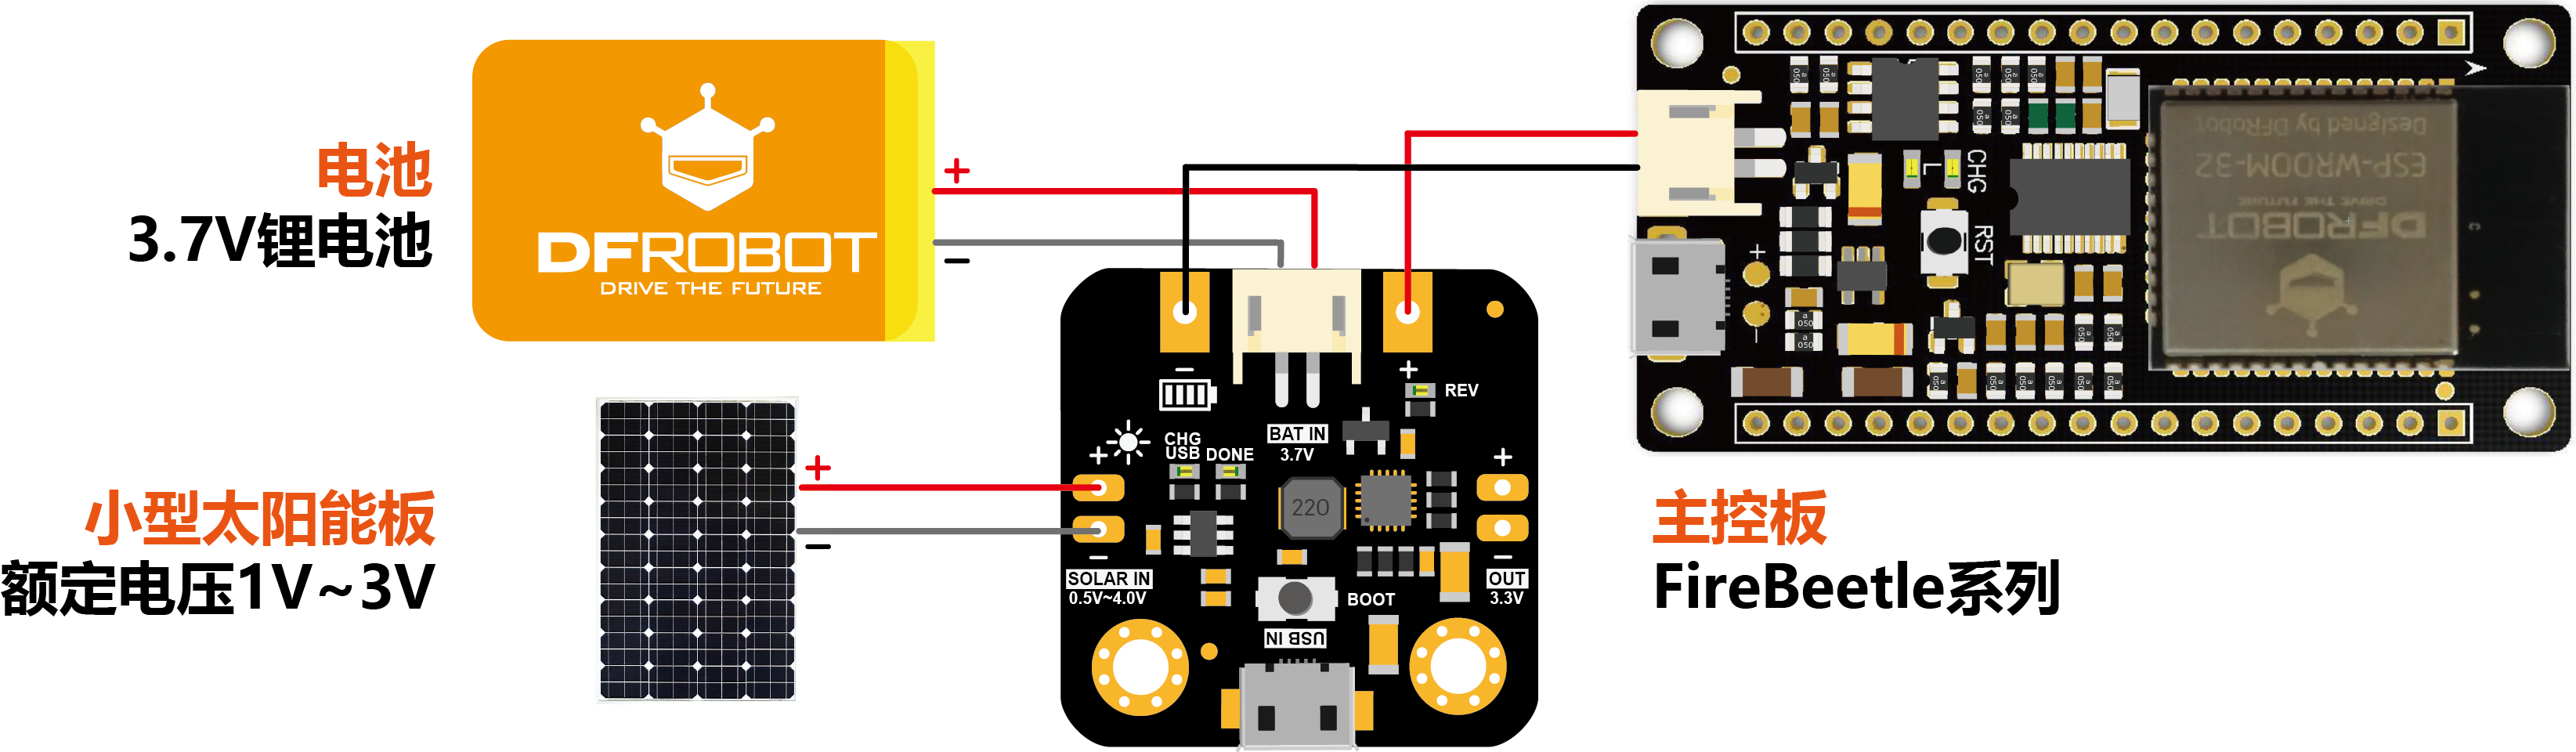 电池
3.7V锂电池
DFROBOT
DRIVE THE FUTURE
+
−
小型太阳能板
额定电压1V~3V
+
−
−
+
REV
BAT IN
3.7V
CHG
USB
DONE
+
−
SOLAR IN
0.5V~4.0V
220
+
−
OUT
3.3V
BOOT
USB IN
CHG
L
RST
+
−
Designed by DFRobot
ESP-WROOM-32
DRIVE THE FUTURE
DFROBOT
主控板
FireBeetle系列